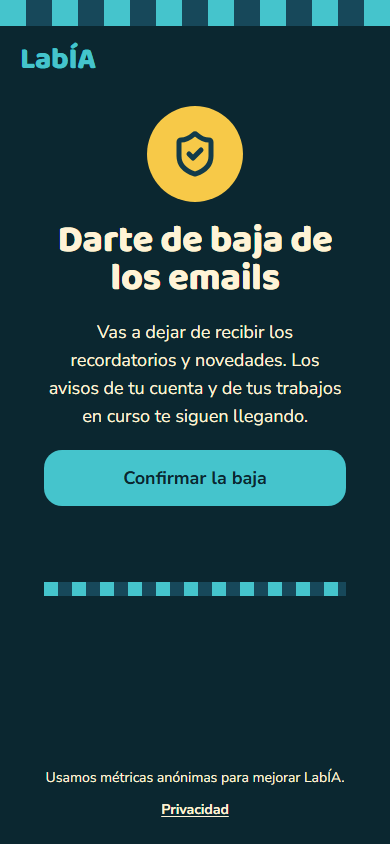 LabÍA
Darte de baja de
los emails
Vas a dejar de recibir los
recordatorios y novedades. Los
avisos de tu cuenta y de tus trabajos
en curso te siguen llegando.
Confirmar la baja
Usamos métricas anónimas para mejorar LabÍA.
Privacidad